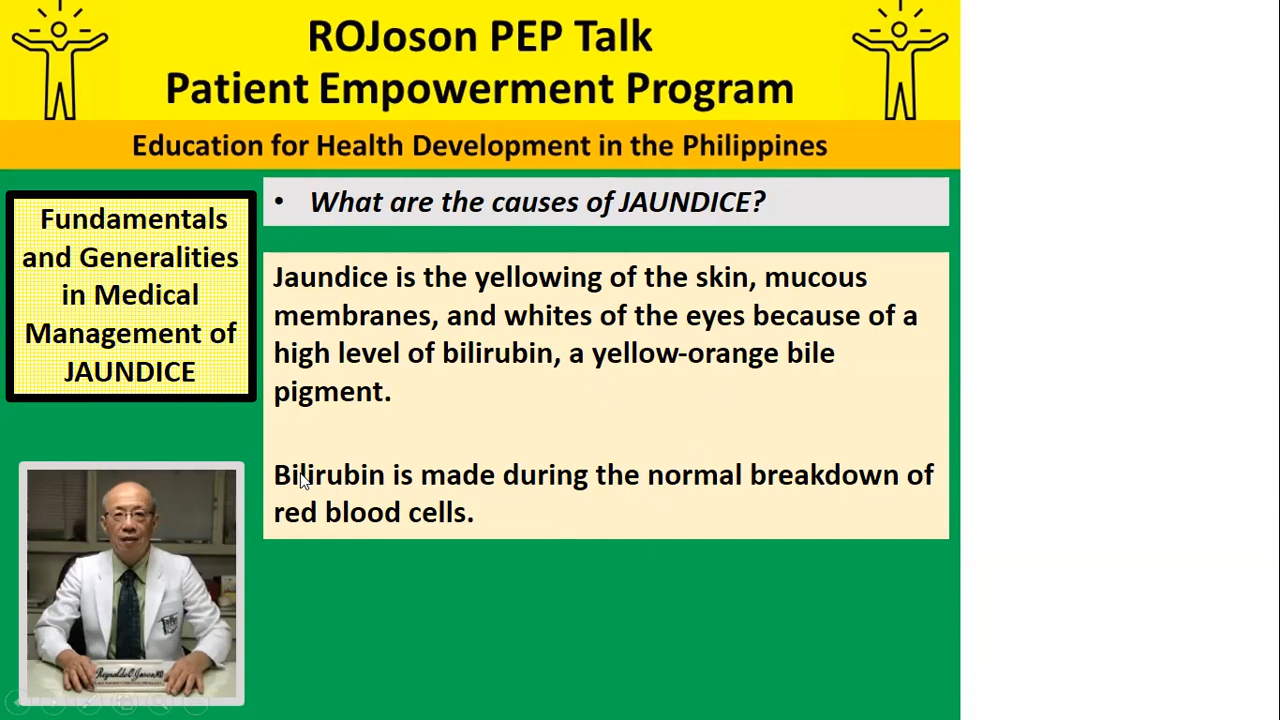 ROJoson PEP Talk
Patient Empowerment Program
Education for Health Development in the Philippines
Fundamentals
and Generalities
in Medical
Management of
JAUNDICE
• What are the causes of JAUNDICE?
Jaundice is the yellowing of the skin, mucous
membranes, and whites of the eyes because of a
high level of bilirubin, a yellow-orange bile
pigment.
Bilirubin is made during the normal breakdown of
red blood cells.
Reynaldo O. Joson, MD